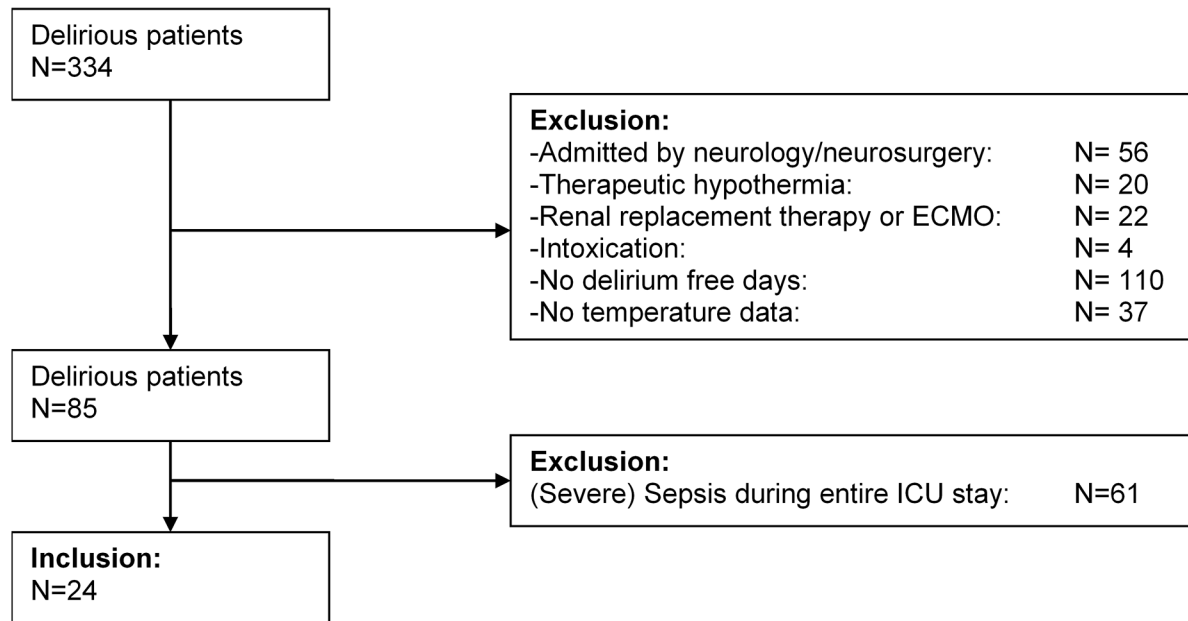 Delirious patients
N=334
Exclusion:
-Admitted by neurology/neurosurgery: N= 56
-Therapeutic hypothermia: N= 20
-Renal replacement therapy or ECMO: N= 22
-Intoxication: N= 4
-No delirium free days: N= 110
-No temperature data: N= 37
Delirious patients
N=85
Exclusion:
(Severe) Sepsis during entire ICU stay: N=61
Inclusion:
N=24